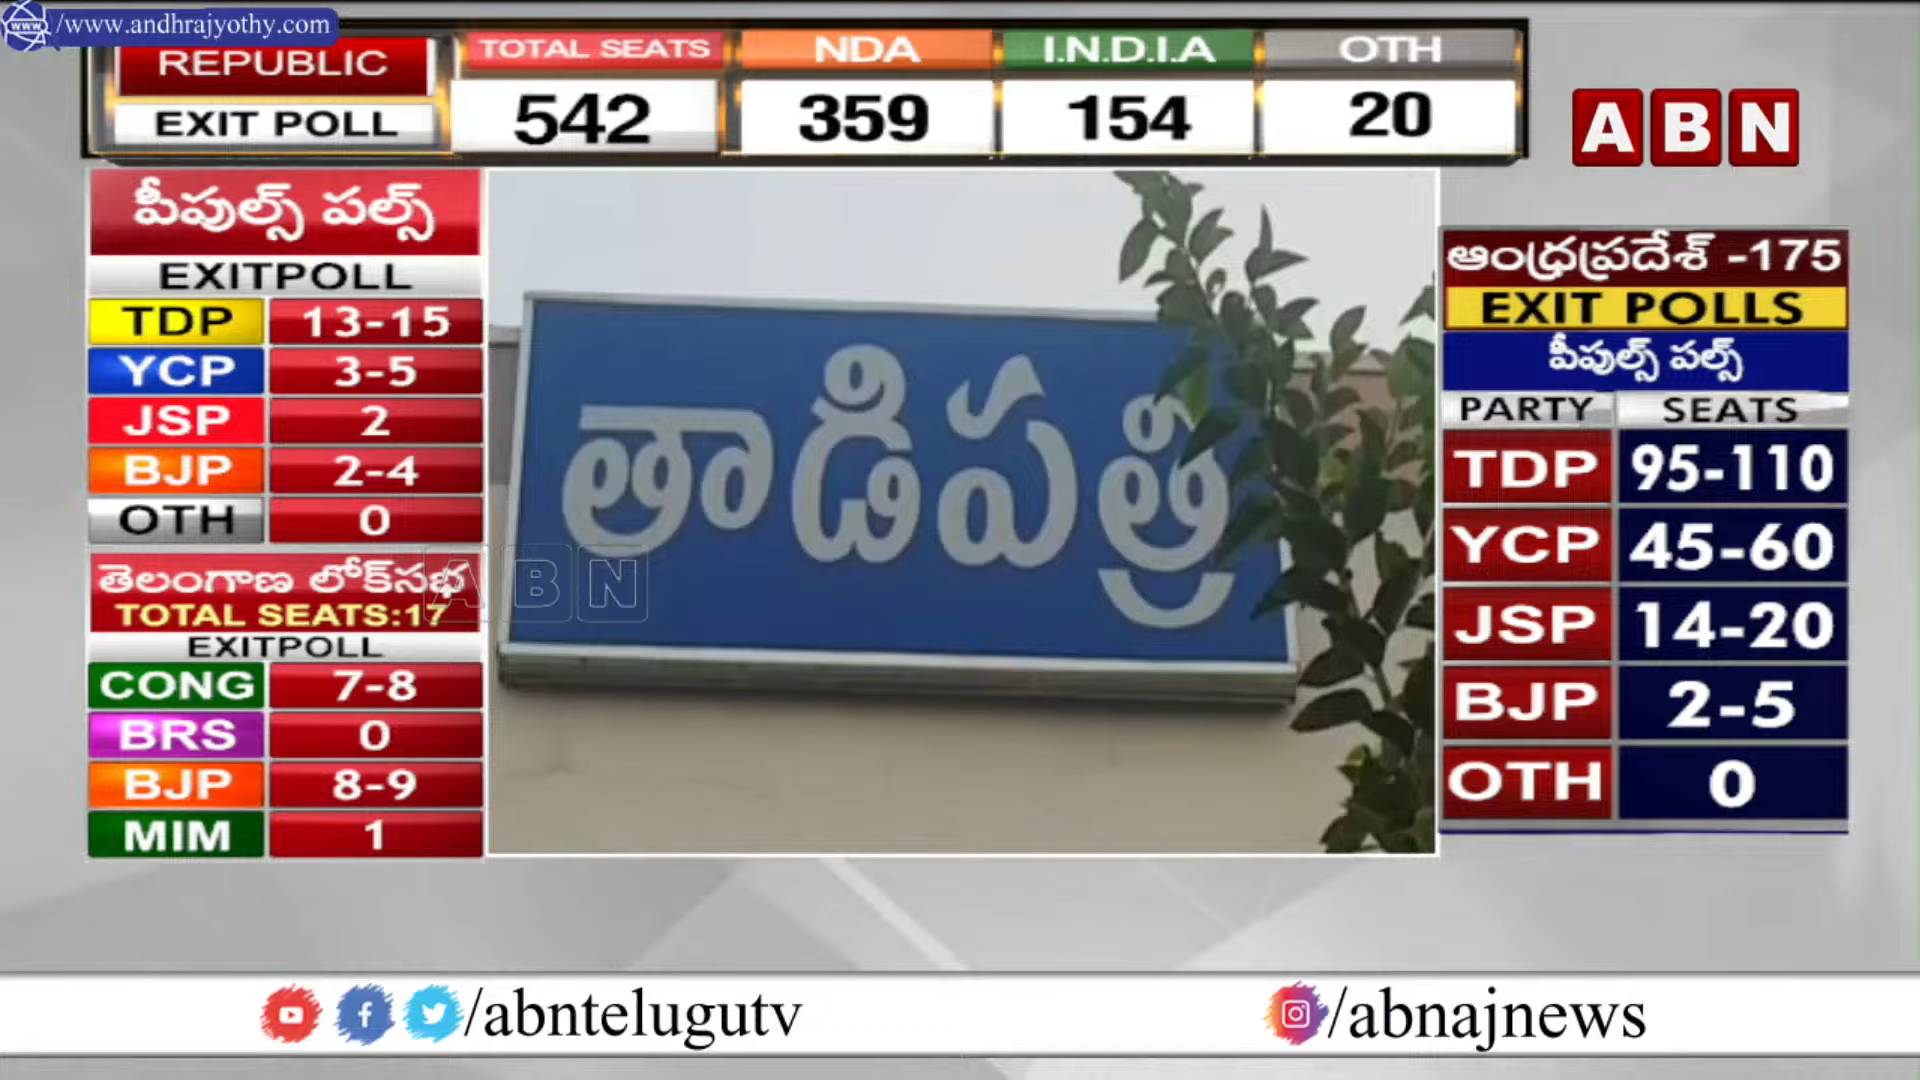 /www.andhrajyothy.com
REPUBLIC
EXIT POLL
TOTAL SEATS NDA I.N.D.I.A OTH
542 359 154 20
ABN
పీపుల్స్ పల్స్
EXITPOLL
TDP 13-15
YCP 3-5
JSP 2
BJP 2-4
OTH 0
తెలంగాణ లోక్‌సభ
TOTAL SEATS:17
EXITPOLL
CONG 7-8
BRS 0
BJP 8-9
MIM 1
తాడిపత్రి
ABN
ఆంధ్రప్రదేశ్ -175
EXIT POLLS
పీపుల్స్ పల్స్
PARTY SEATS
TDP 95-110
YCP 45-60
JSP 14-20
BJP 2-5
OTH 0
/abntelugutv
/abnajnews